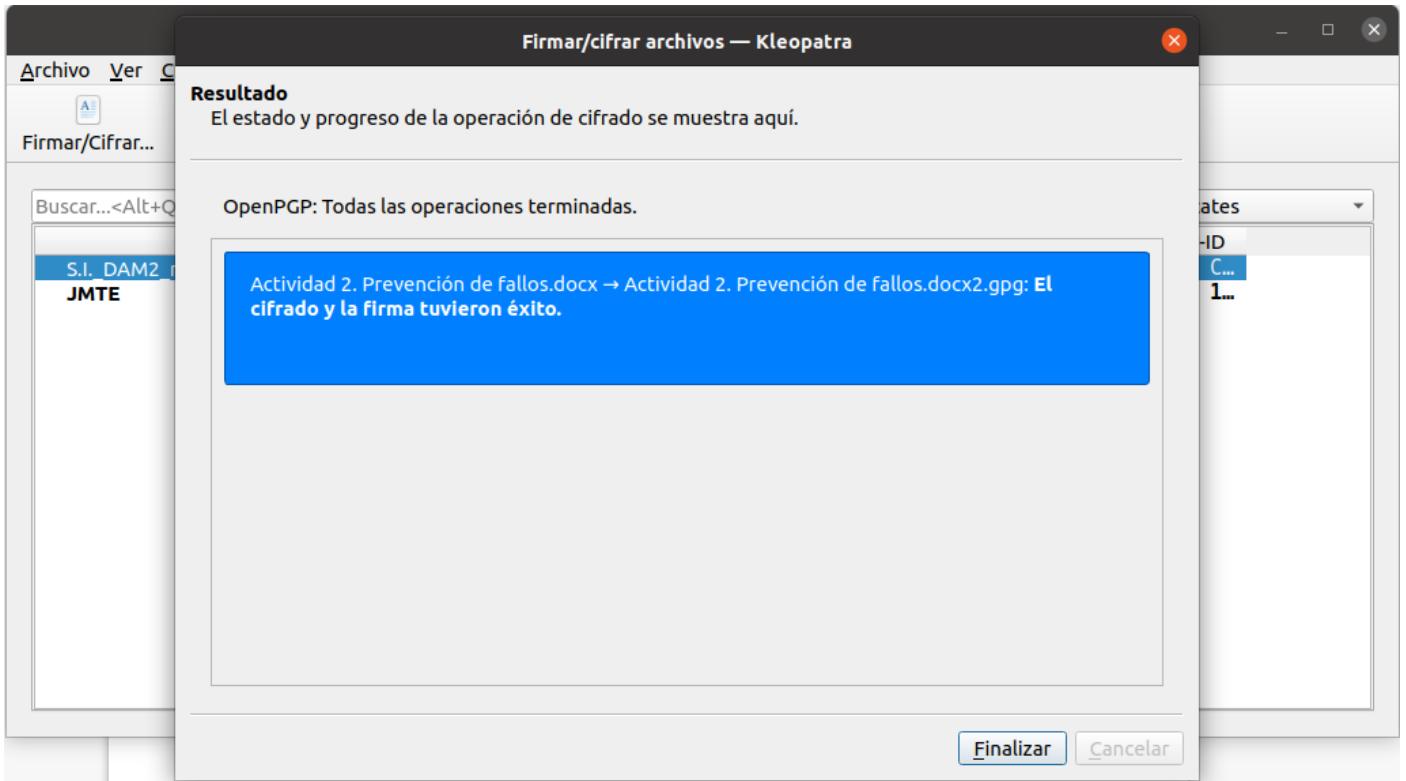 Firmar/cifrar archivos — Kleopatra
Archivo Ver C
Resultado
El estado y progreso de la operación de cifrado se muestra aquí.
Firmar/Cifrar...
Buscar...<Alt+Q
OpenPGP: Todas las operaciones terminadas.
ates
-ID
S.I._DAM2_
C...
JMTE
1...
Actividad 2. Prevención de fallos.docx → Actividad 2. Prevención de fallos.docx2.gpg: El
cifrado y la firma tuvieron éxito.
Finalizar
Cancelar